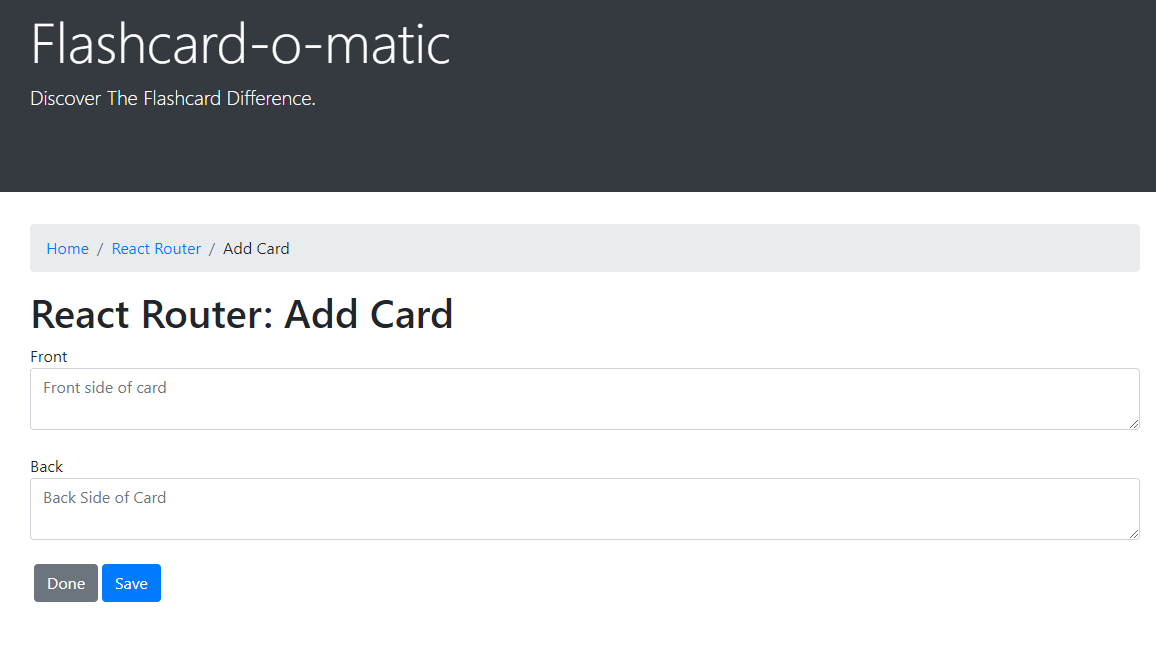 Flashcard-o-matic
Discover The Flashcard Difference.
Home / React Router / Add Card
React Router: Add Card
Front
Front side of card
Back
Back Side of Card
Done Save